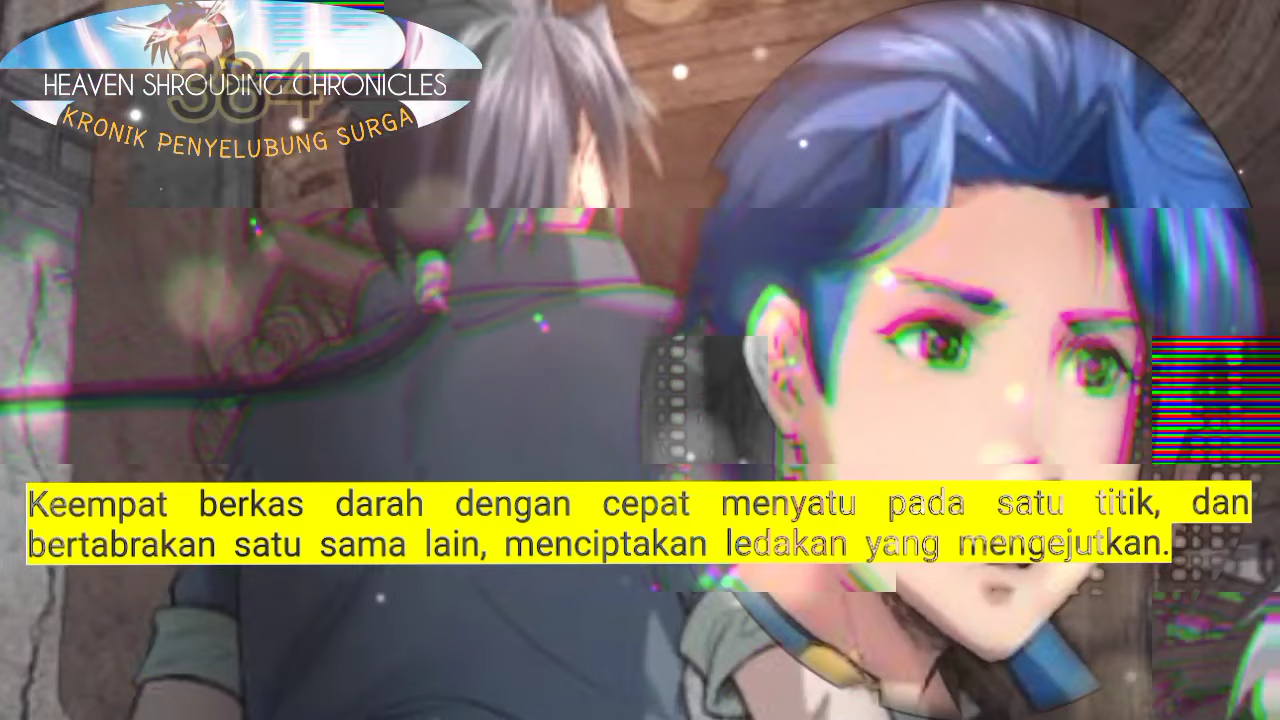 384
HEAVEN SHROUDING CHRONICLES
KRONIK PENYELUBUNG SURGA
Keempat berkas darah dengan cepat menyatu pada satu titik, dan
bertabrakan satu sama lain, menciptakan ledakan yang mengejutkan.